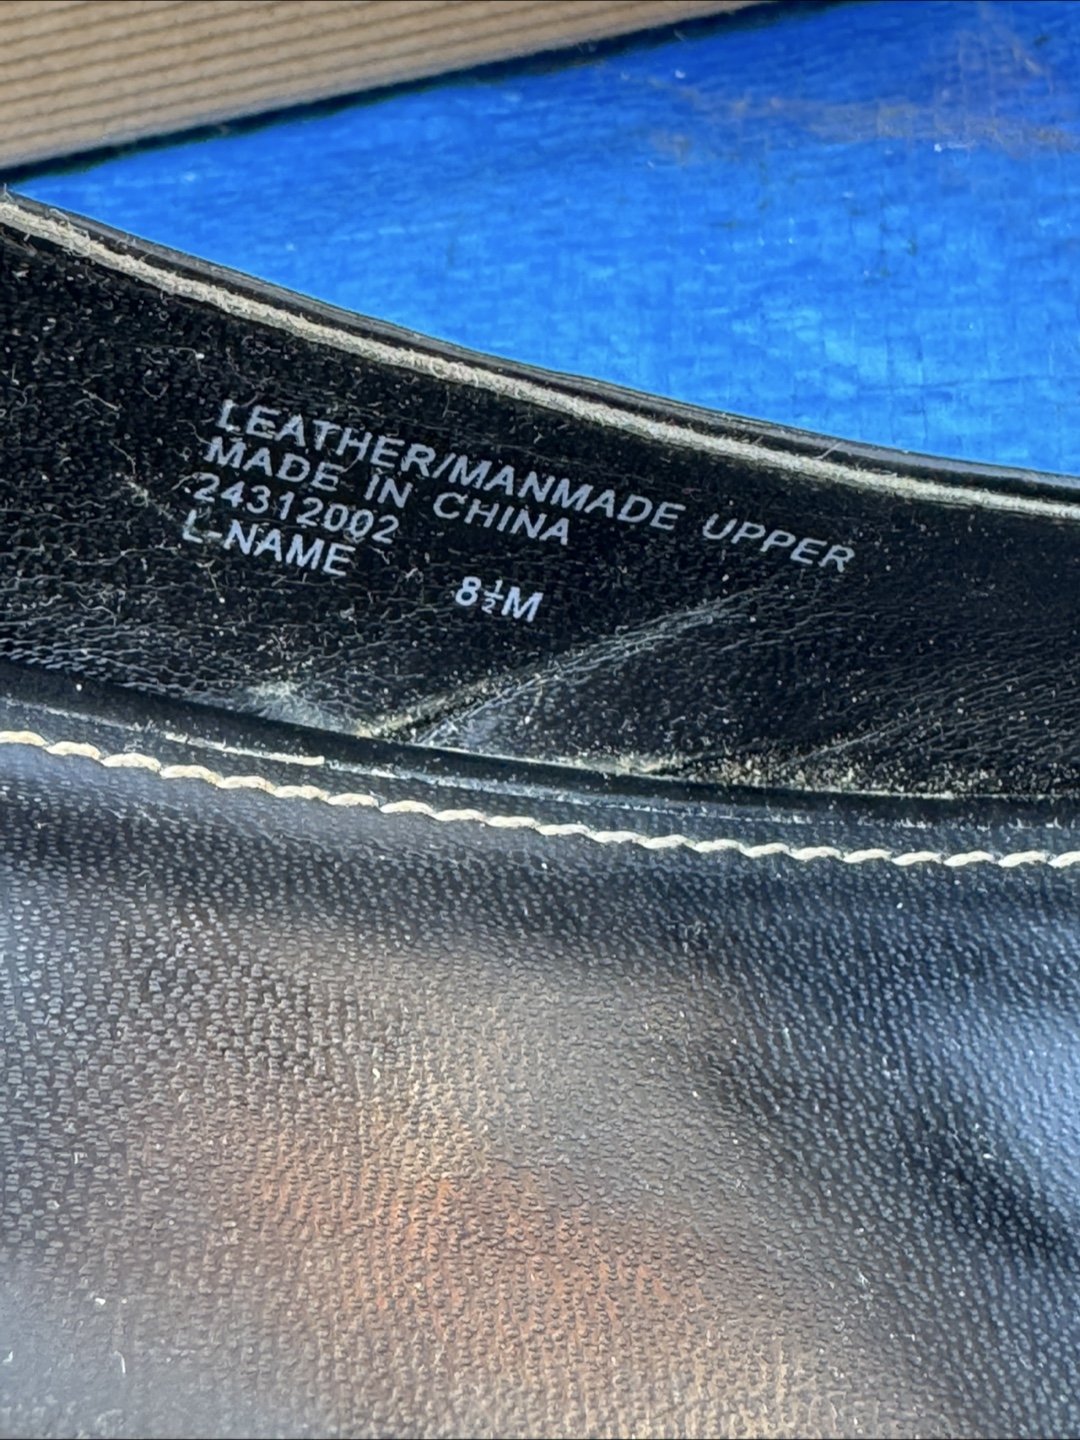 LEATHER/MANMADE UPPER
MADE IN CHINA
24312002
L-NAME
8½M